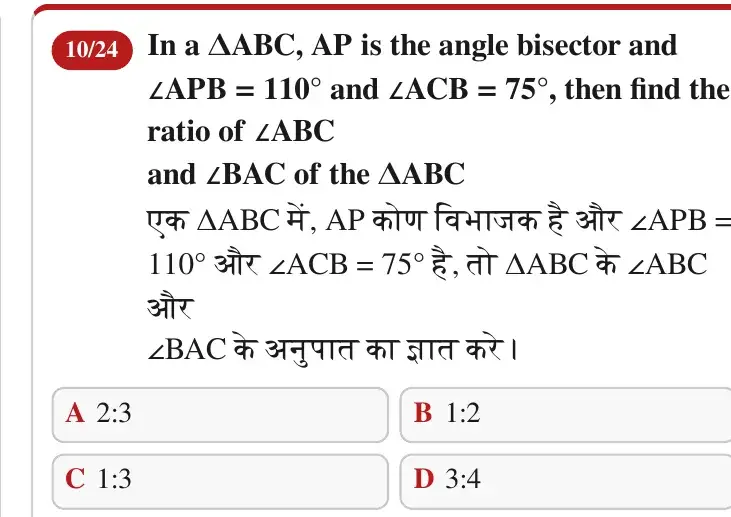 10/24 In a ΔABC, AP is the angle bisector and
∠APB = 110° and ∠ACB = 75°, then find the
ratio of ∠ABC
and ∠BAC of the ΔABC
एक ΔABC में, AP कोण विभाजक है और ∠APB =
110° और ∠ACB = 75° है, तो ΔABC के ∠ABC
और
∠BAC के अनुपात का ज्ञात करे।
A 2:3
B 1:2
C 1:3
D 3:4